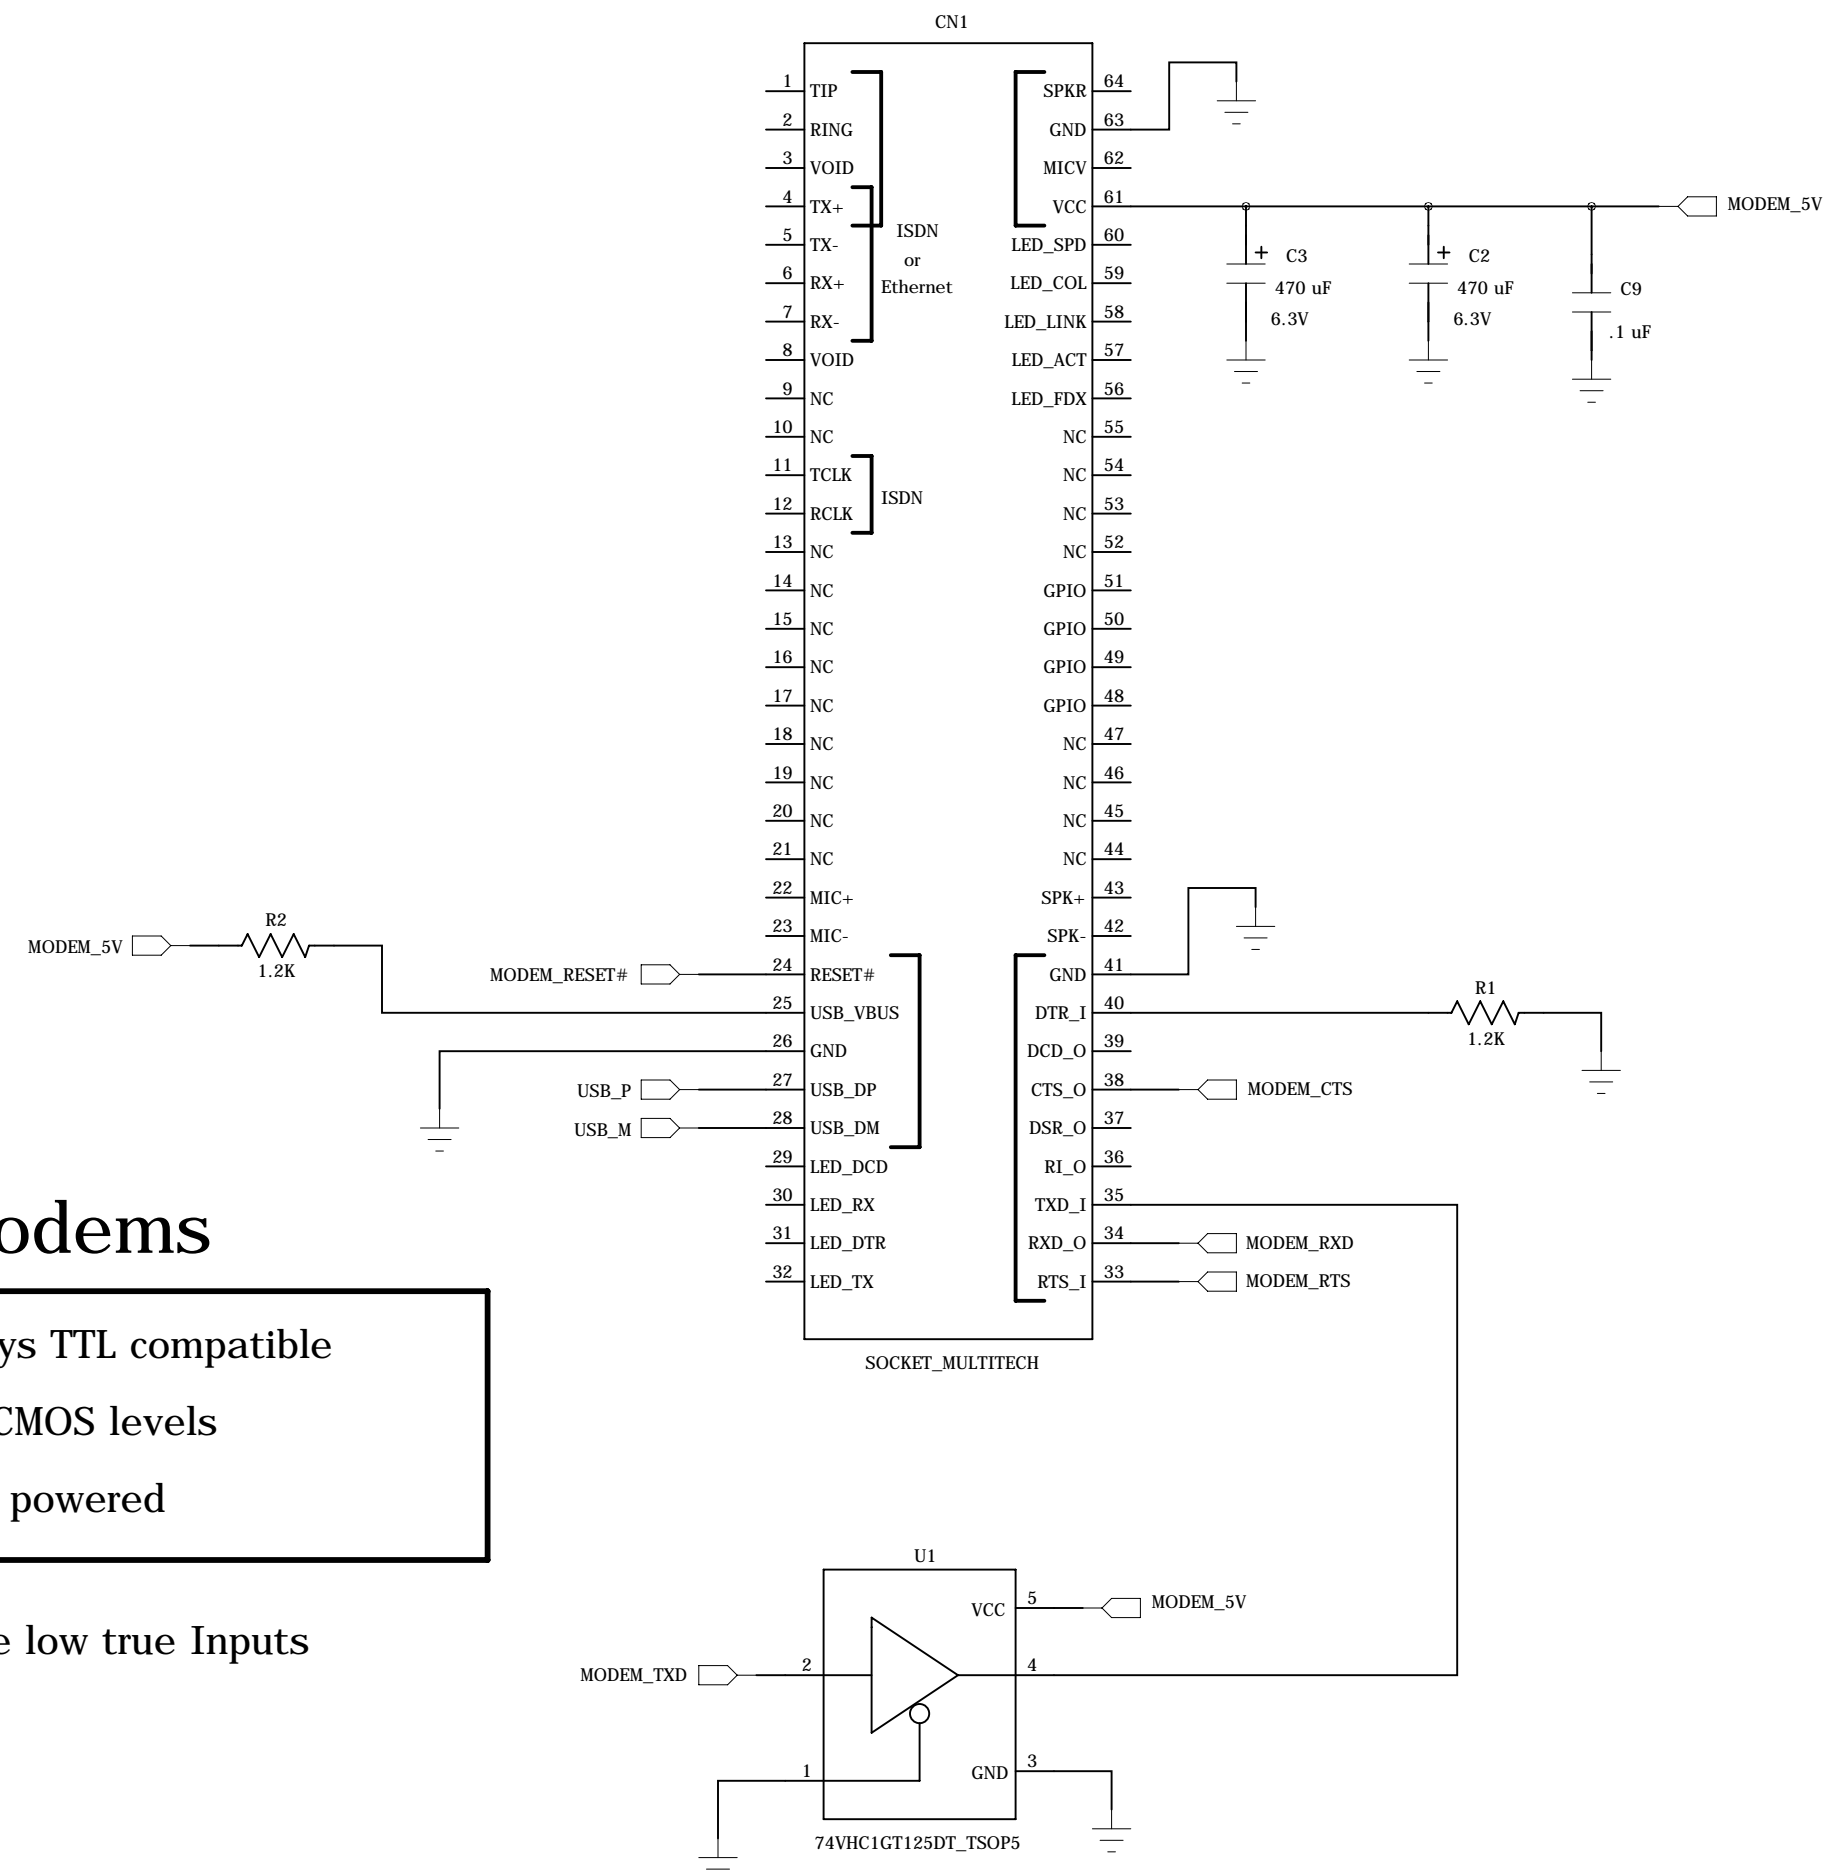 CN1
1 TIP SPKR 64
2 RING GND 63
3 VOID MICV 62
4 TX+ VCC 61 MODEM_5V
ISDN
or
Ethernet
5 TX- LED_SPD 60
6 RX+ LED_COL 59
7 RX- LED_LINK 58
8 VOID LED_ACT 57
+ C3
470 uF
6.3V
+ C2
470 uF
6.3V
C9
.1 uF
9 NC LED_FDX 56
10 NC NC 55
11 TCLK NC 54
ISDN
12 RCLK NC 53
13 NC NC 52
14 NC GPIO 51
15 NC GPIO 50
16 NC GPIO 49
17 NC GPIO 48
18 NC NC 47
19 NC NC 46
20 NC NC 45
21 NC NC 44
22 MIC+ SPK+ 43
R2
MODEM_5V
1.2K
23 MIC- SPK- 42
MODEM_RESET# 24 RESET# GND 41
25 USB_VBUS DTR_I 40
R1
1.2K
26 GND DCD_O 39
USB_P 27 USB_DP CTS_O 38 MODEM_CTS
USB_M 28 USB_DM DSR_O 37
29 LED_DCD RI_O 36
30 LED_RX TXD_I 35
31 LED_DTR RXD_O 34 MODEM_RXD
32 LED_TX RTS_I 33 MODEM_RTS
SOCKET_MULTITECH
odems
ys TTL compatible
CMOS levels
powered
e low true Inputs
U1
VCC 5 MODEM_5V
MODEM_TXD 2 4
1 GND 3
74VHC1GT125DT_TSOP5